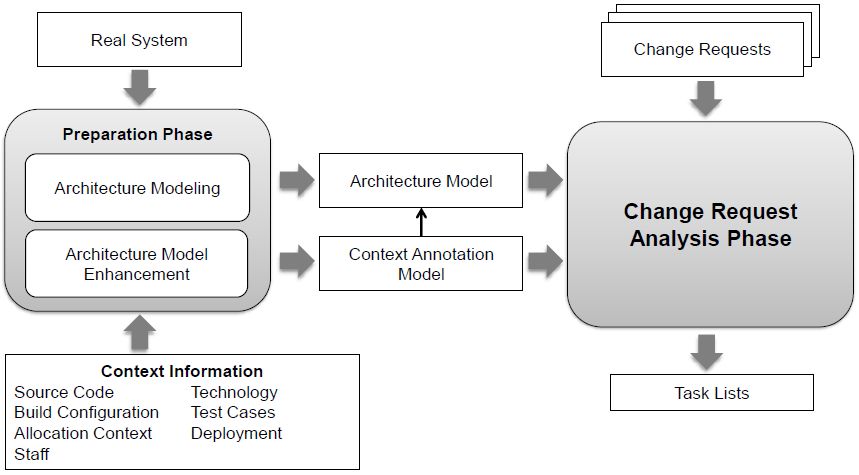 Real System
Change Requests
Preparation Phase
Architecture Modeling
Architecture Model
Enhancement
Architecture Model
Context Annotation
Model
Change Request
Analysis Phase
Context Information
Source Code
Build Configuration
Allocation Context
Staff
Technology
Test Cases
Deployment
Task Lists